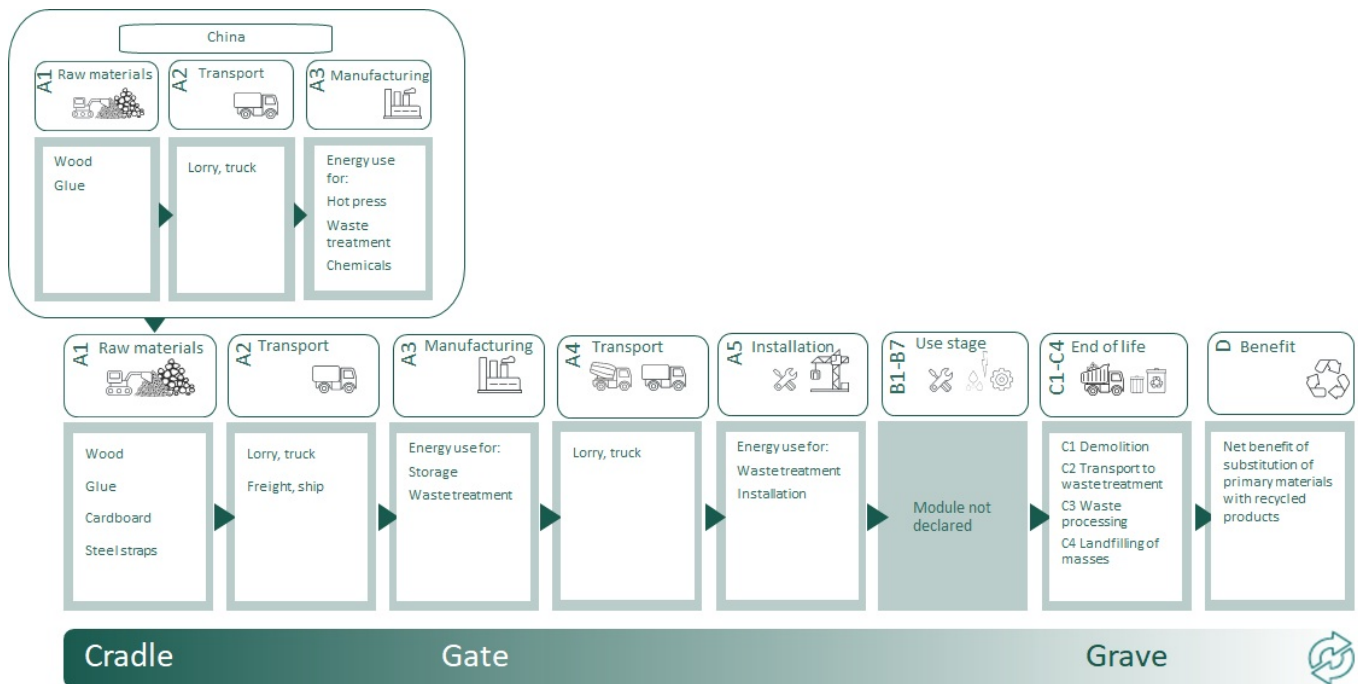 China
A1
Raw materials
A2
Transport
A3
Manufacturing
Wood
Glue
Lorry, truck
Energy use
for:
Hot press
Waste
treatment
Chemicals
A1
Raw materials
A2
Transport
A3
Manufacturing
A4
Transport
A5
Installation
B1-B7
Use stage
C1-C4
End of life
D
Benefit
Wood
Glue
Cardboard
Steel straps
Lorry, truck
Freight, ship
Energy use for:
Storage
Waste treatment
Lorry, truck
Energy use for:
Waste treatment
Installation
Module not
declared
C1 Demolition
C2 Transport to
waste treatment
C3 Waste
processing
C4 Landfilling of
masses
Net benefit of
substitution of
primary materials
with recycled
products
Cradle
Gate
Grave